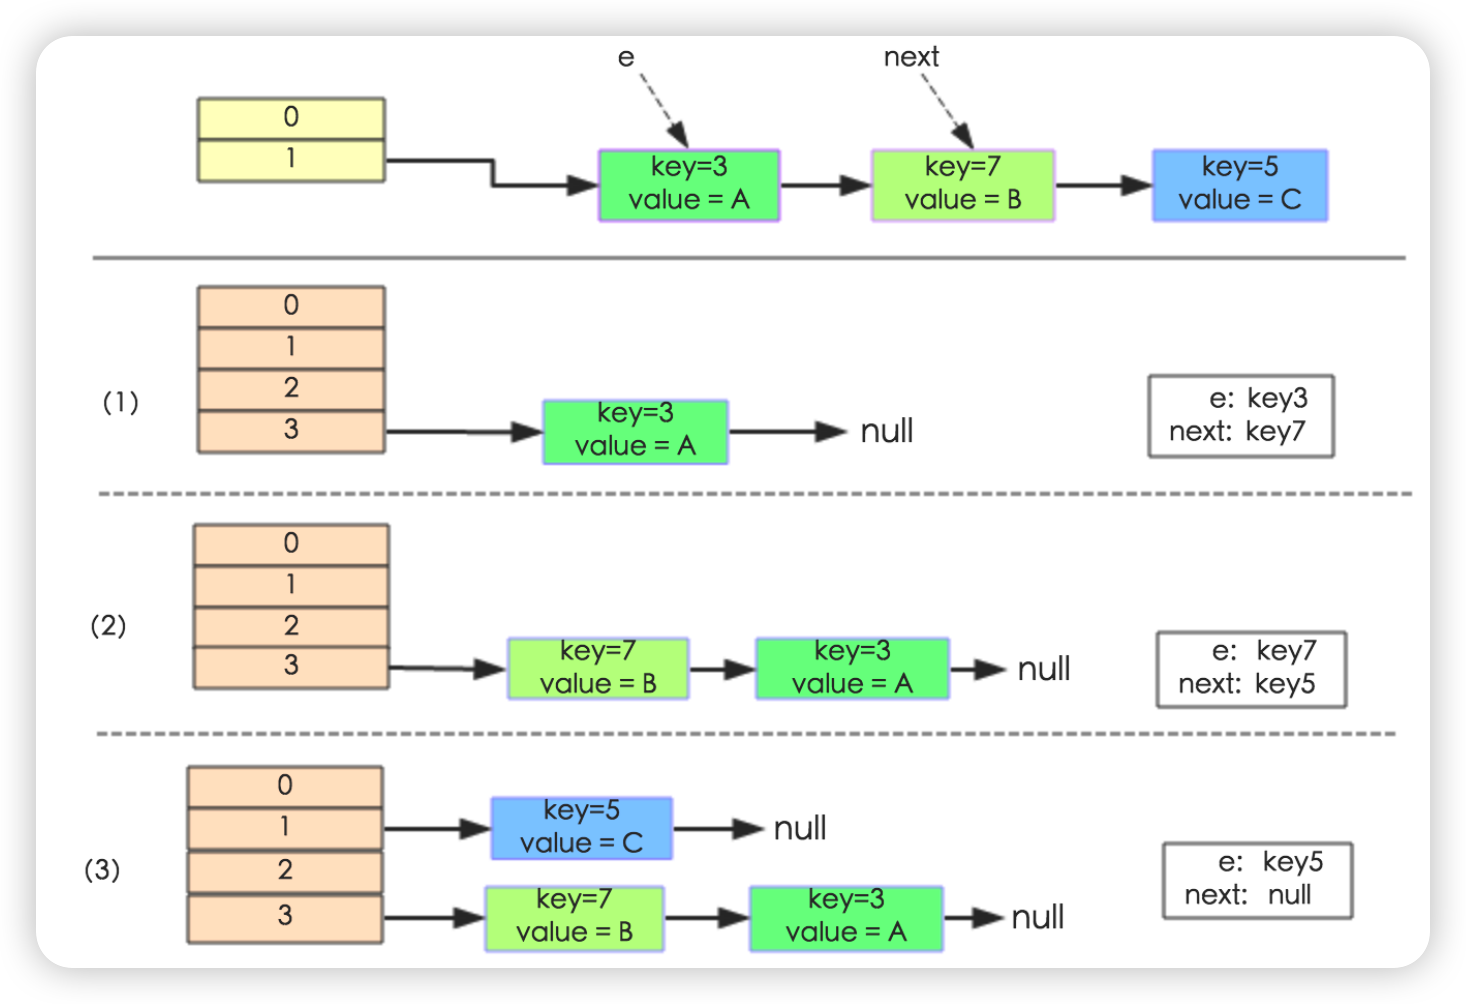 e
next
0
1
key=3
value = A
key=7
value = B
key=5
value = C
(1)
0
1
2
3
key=3
value = A
null
e: key3
next: key7
(2)
0
1
2
3
key=7
value = B
key=3
value = A
null
e: key7
next: key5
(3)
0
1
2
3
key=5
value = C
null
key=7
value = B
key=3
value = A
null
e: key5
next: null